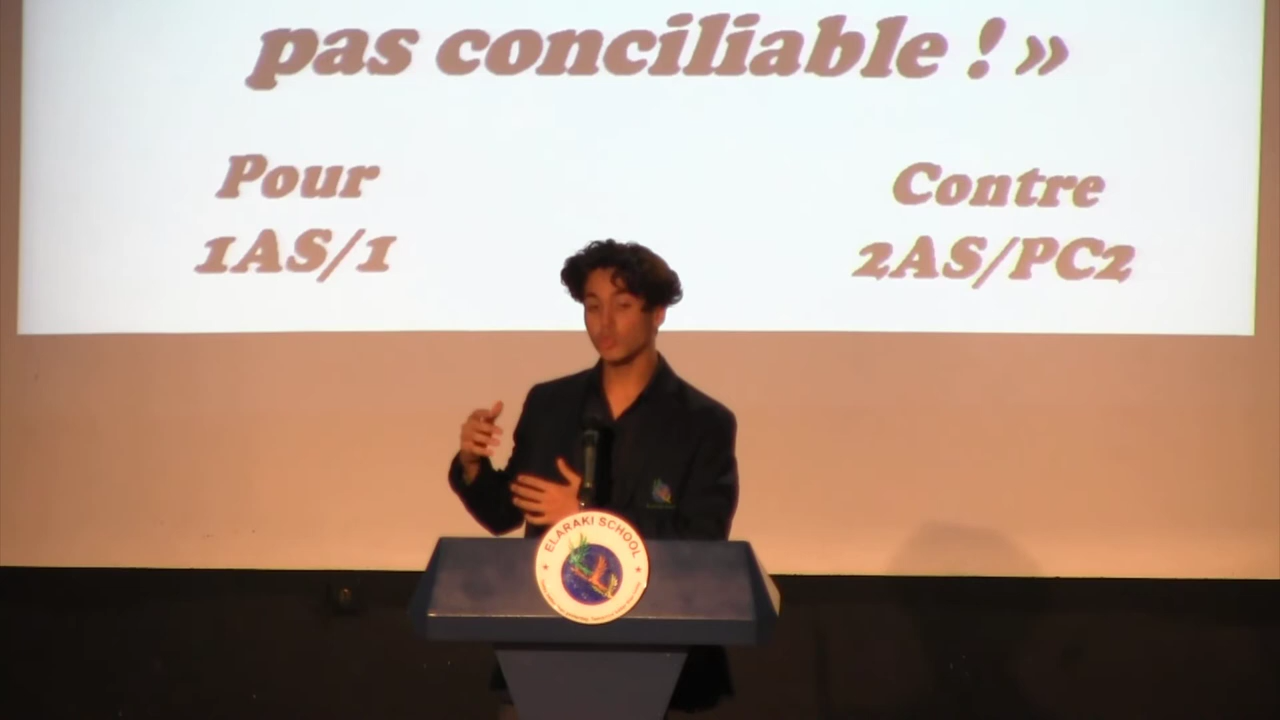 pas conciliable ! »
Pour
Contre
1AS/1
2AS/PC2
ELARAKI SCHOOL